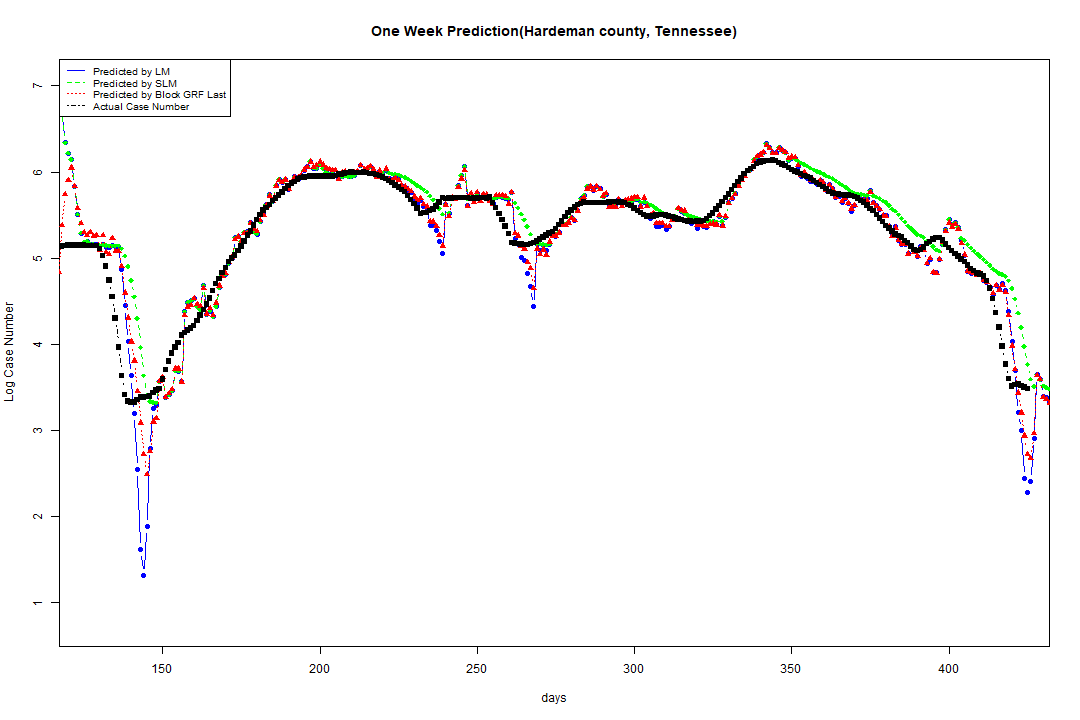 One Week Prediction(Hardeman county, Tennessee)
Predicted by LM
Predicted by SLM
Predicted by Block GRF Last
Actual Case Number
7
6
5
4
3
2
1
Log Case Number
150 200 250 300 350 400
days